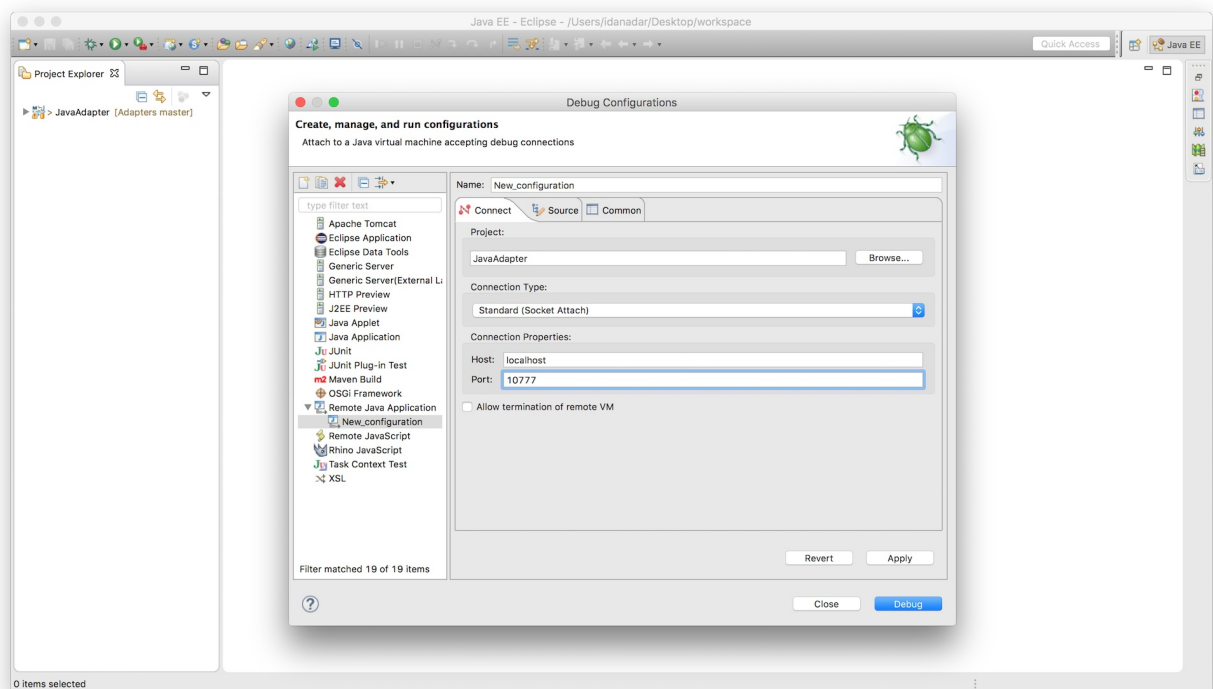 Java EE - Eclipse - /Users/idanadar/Desktop/workspace
Quick Access
Java EE
Project Explorer
> JavaAdapter [Adapters master]
Debug Configurations
Create, manage, and run configurations
Attach to a Java virtual machine accepting debug connections
type filter text
Apache Tomcat
Eclipse Application
Eclipse Data Tools
Generic Server
Generic Server(External La
HTTP Preview
J2EE Preview
Java Applet
Java Application
JUnit
JUnit Plug-in Test
m2 Maven Build
OSGi Framework
Remote Java Application
New_configuration
Remote JavaScript
Rhino JavaScript
Task Context Test
XSL
Filter matched 19 of 19 items
Name: New_configuration
Connect Source Common
Project:
JavaAdapter Browse...
Connection Type:
Standard (Socket Attach)
Connection Properties:
Host: localhost
Port: 10777
Allow termination of remote VM
Revert Apply
? Close Debug
0 items selected